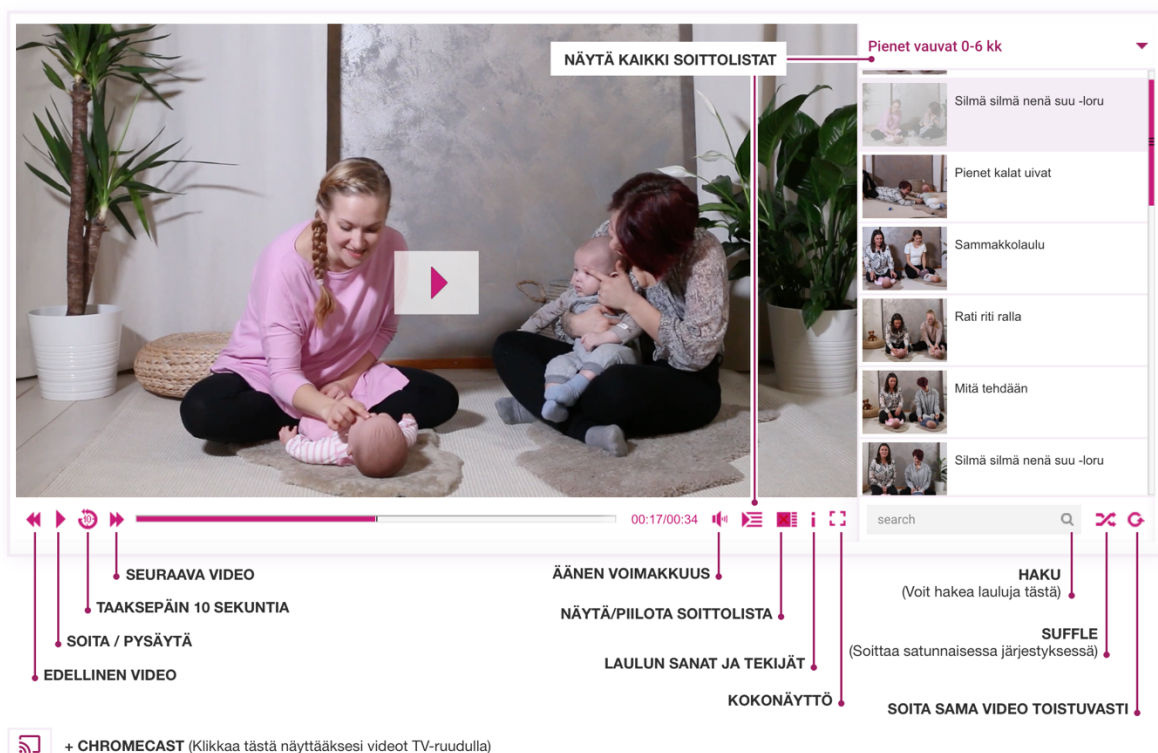 NÄYTÄ KAIKKI SOITTOLISTAT
Pienet vauvat 0-6 kk
Silmä silmä nenä suu -loru
Pienet kalat uivat
Sammakkolaulu
Rati riti ralla
Mitä tehdään
Silmä silmä nenä suu -loru
10
00:17/00:34
search
SEURAAVA VIDEO
TAAKSEPÄIN 10 SEKUNTIA
SOITA / PYSÄYTÄ
EDELLINEN VIDEO
ÄÄNEN VOIMAKKUUS
NÄYTÄ/PIILOTA SOITTOLISTA
LAULUN SANAT JA TEKIJÄT
KOKONÄYTTÖ
HAKU
(Voit hakea lauluja tästä)
SUFFLE
(Soittaa satunnaisessa järjestyksessä)
SOITA SAMA VIDEO TOISTUVASTI
+ CHROMECAST (Klikkaa tästä näyttääksesi videot TV-ruudulla)